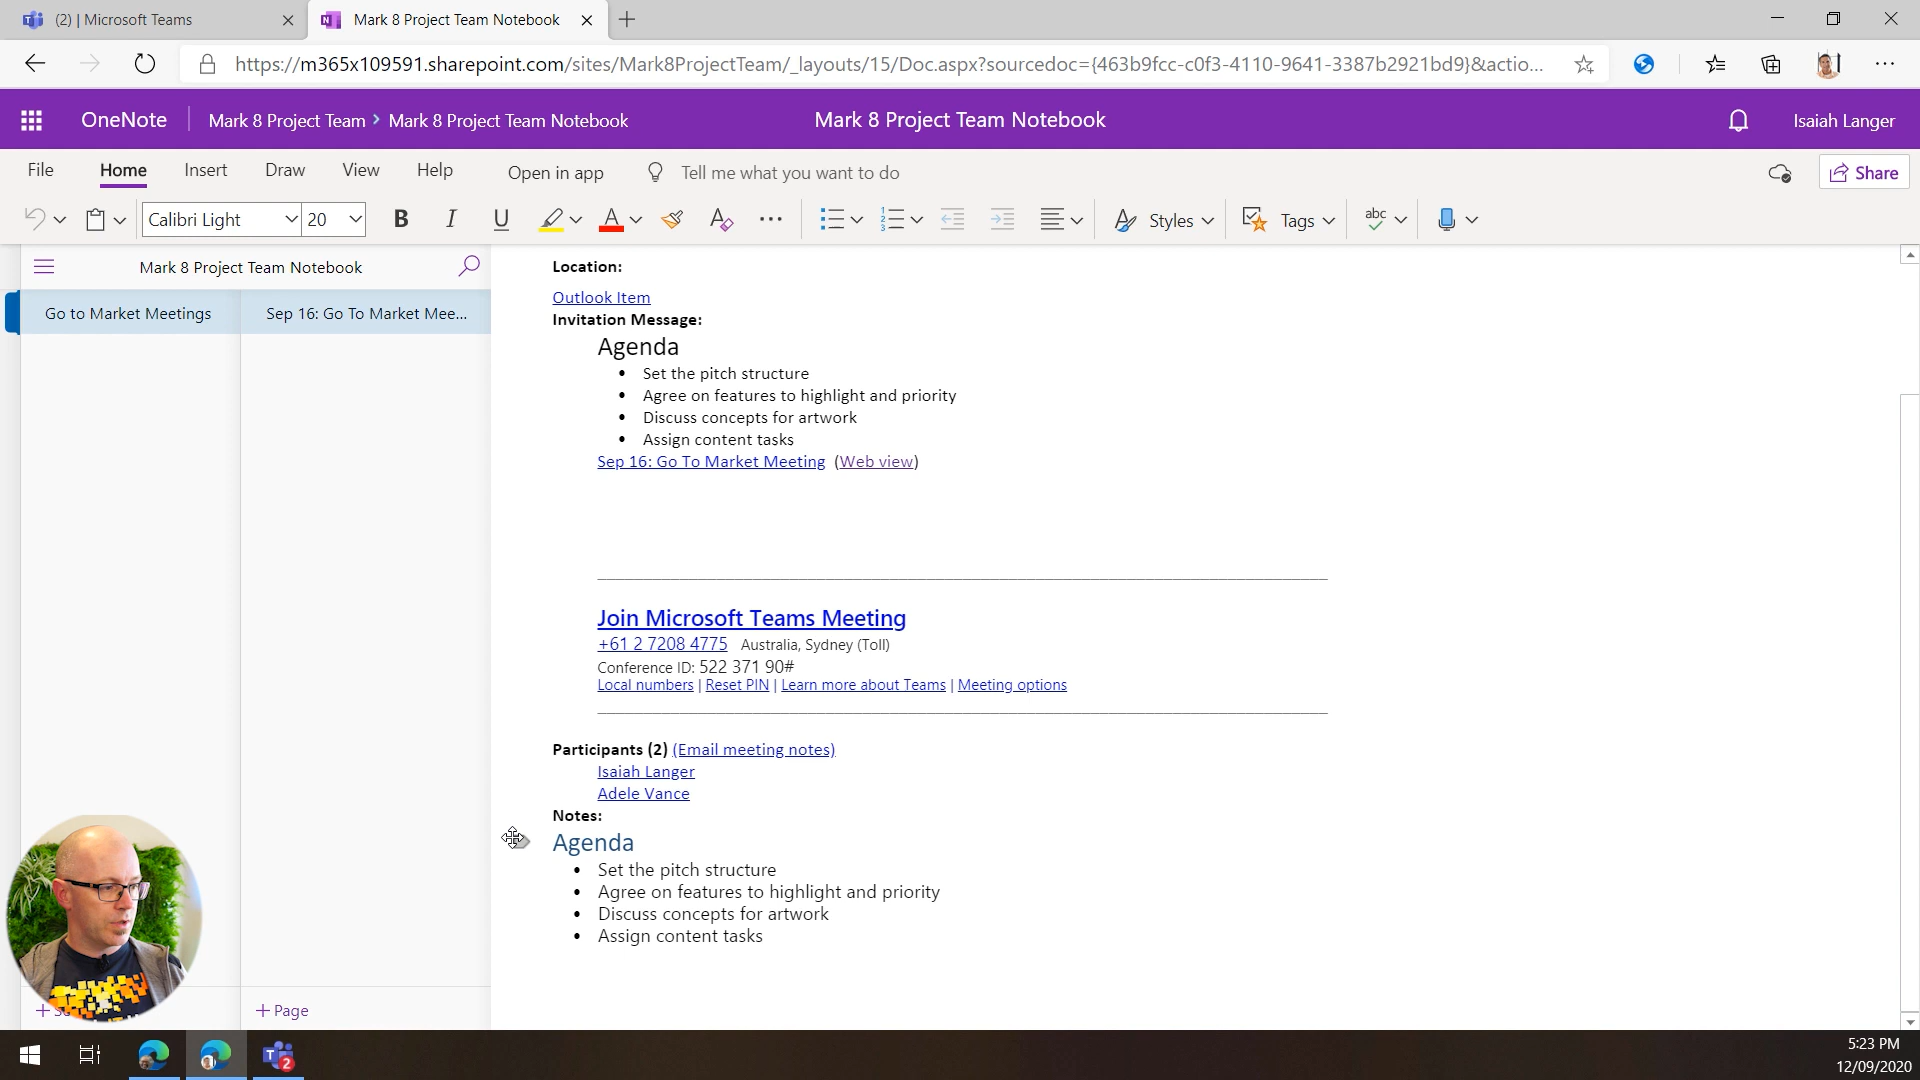 (2) | Microsoft Teams
Mark 8 Project Team Notebook
https://m365x109591.sharepoint.com/sites/Mark8ProjectTeam/_layouts/15/Doc.aspx?sourcedoc={463b9fcc-c0f3-4110-9641-3387b2921bd9}&actio...
OneNote
Mark 8 Project Team > Mark 8 Project Team Notebook
Mark 8 Project Team Notebook
Isaiah Langer
File Home Insert Draw View Help Open in app Tell me what you want to do
Share
Calibri Light 20 B I U A A Styles Tags abc
Mark 8 Project Team Notebook
Go to Market Meetings
Sep 16: Go To Market Mee...
Location:
Outlook Item
Invitation Message:
Agenda
• Set the pitch structure
• Agree on features to highlight and priority
• Discuss concepts for artwork
• Assign content tasks
Sep 16: Go To Market Meeting (Web view)
Join Microsoft Teams Meeting
+61 2 7208 4775 Australia, Sydney (Toll)
Conference ID: 522 371 90#
Local numbers | Reset PIN | Learn more about Teams | Meeting options
Participants (2) (Email meeting notes)
Isaiah Langer
Adele Vance
Notes:
Agenda
• Set the pitch structure
• Agree on features to highlight and priority
• Discuss concepts for artwork
• Assign content tasks
+ Page
2
5:23 PM
12/09/2020